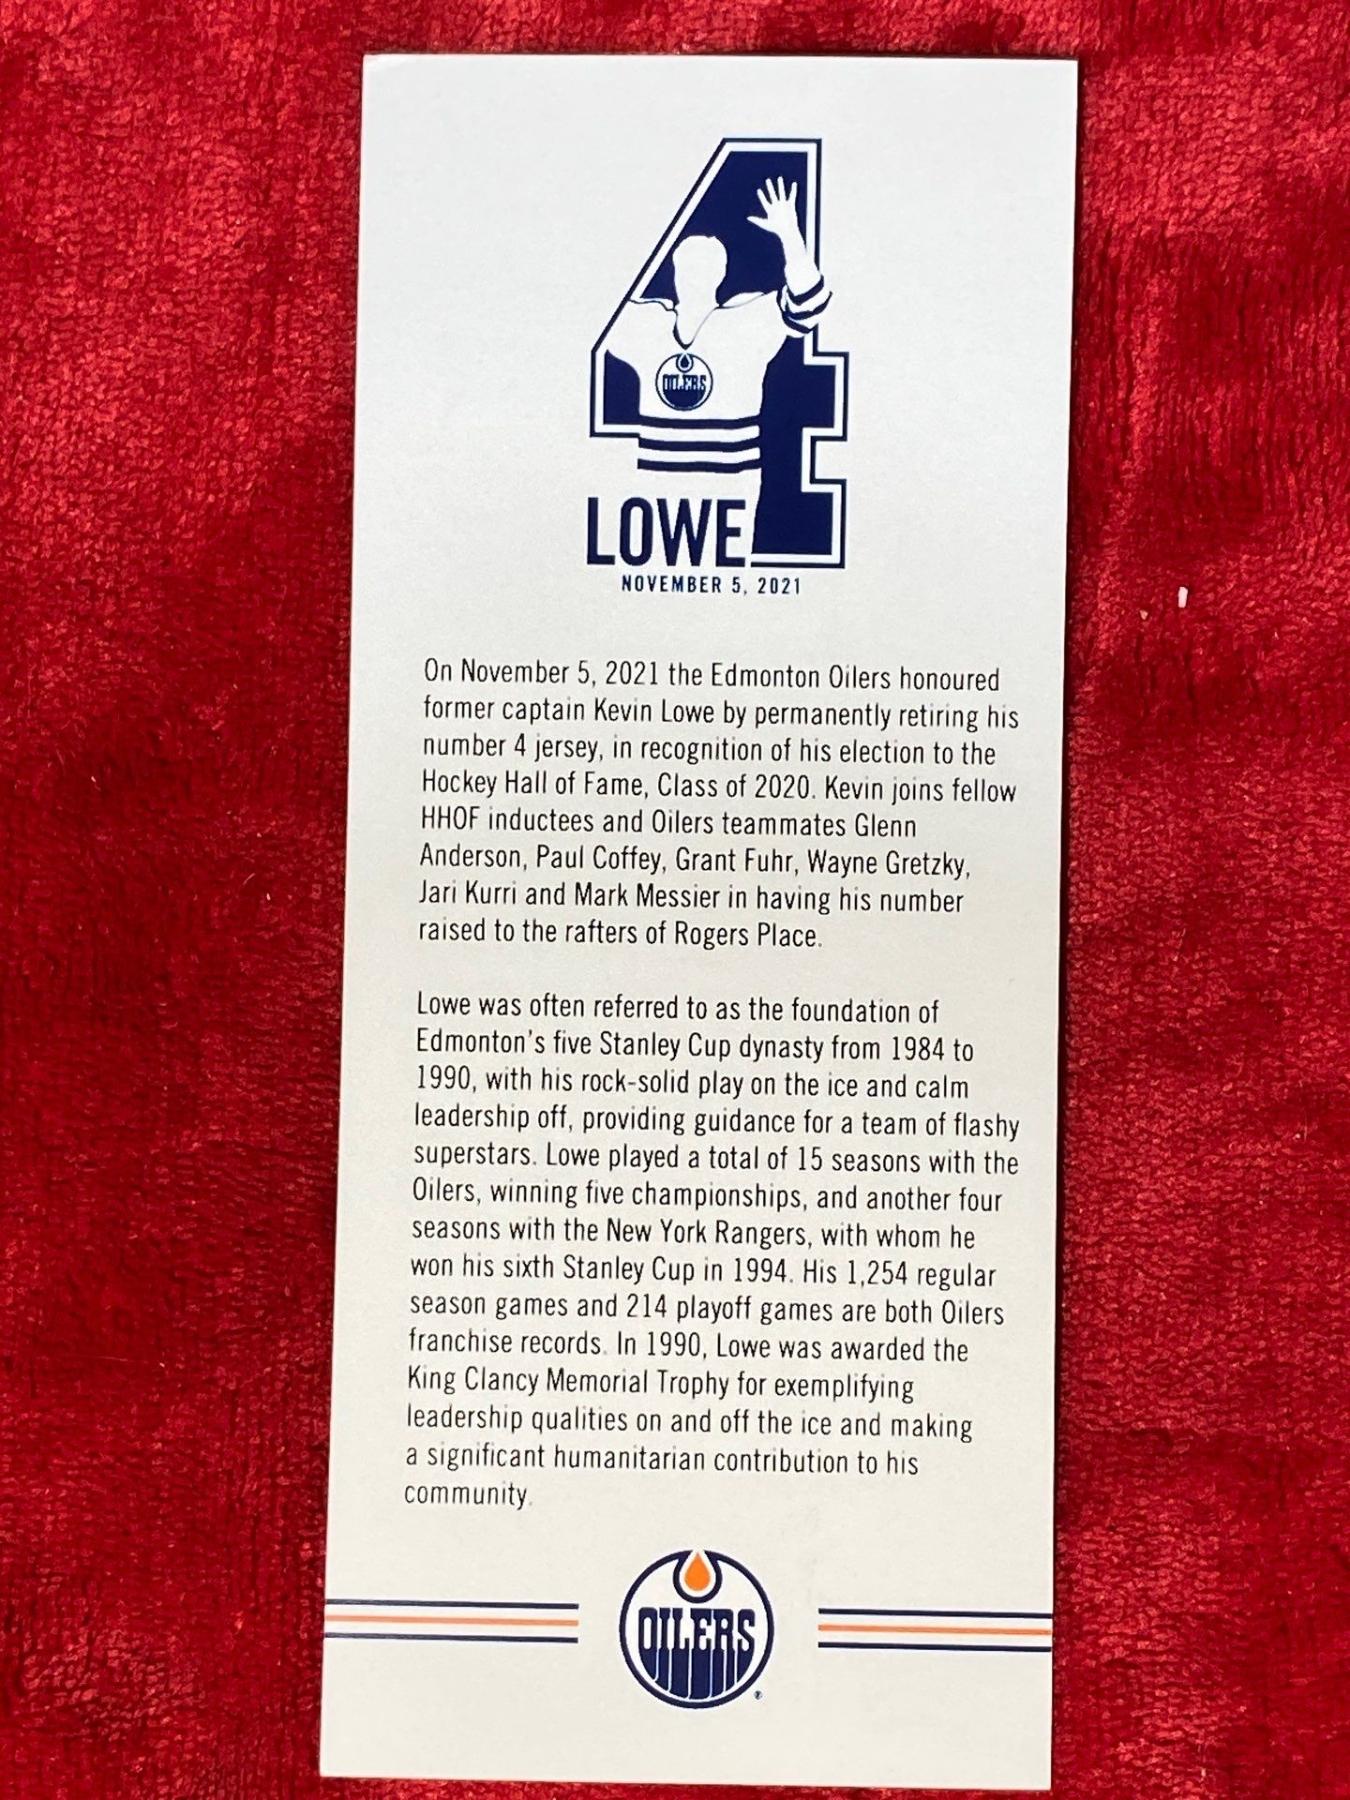 OILERS
LOWE
NOVEMBER 5, 2021
On November 5, 2021 the Edmonton Oilers honoured
former captain Kevin Lowe by permanently retiring his
number 4 jersey, in recognition of his election to the
Hockey Hall of Fame, Class of 2020. Kevin joins fellow
HHOF inductees and Oilers teammates Glenn
Anderson, Paul Coffey, Grant Fuhr, Wayne Gretzky,
Jari Kurri and Mark Messier in having his number
raised to the rafters of Rogers Place.
Lowe was often referred to as the foundation of
Edmonton's five Stanley Cup dynasty from 1984 to
1990, with his rock-solid play on the ice and calm
leadership off, providing guidance for a team of flashy
superstars. Lowe played a total of 15 seasons with the
Oilers, winning five championships, and another four
seasons with the New York Rangers, with whom he
won his sixth Stanley Cup in 1994. His 1,254 regular
season games and 214 playoff games are both Oilers
franchise records. In 1990, Lowe was awarded the
King Clancy Memorial Trophy for exemplifying
leadership qualities on and off the ice and making
a significant humanitarian contribution to his
community.
OILERS
®